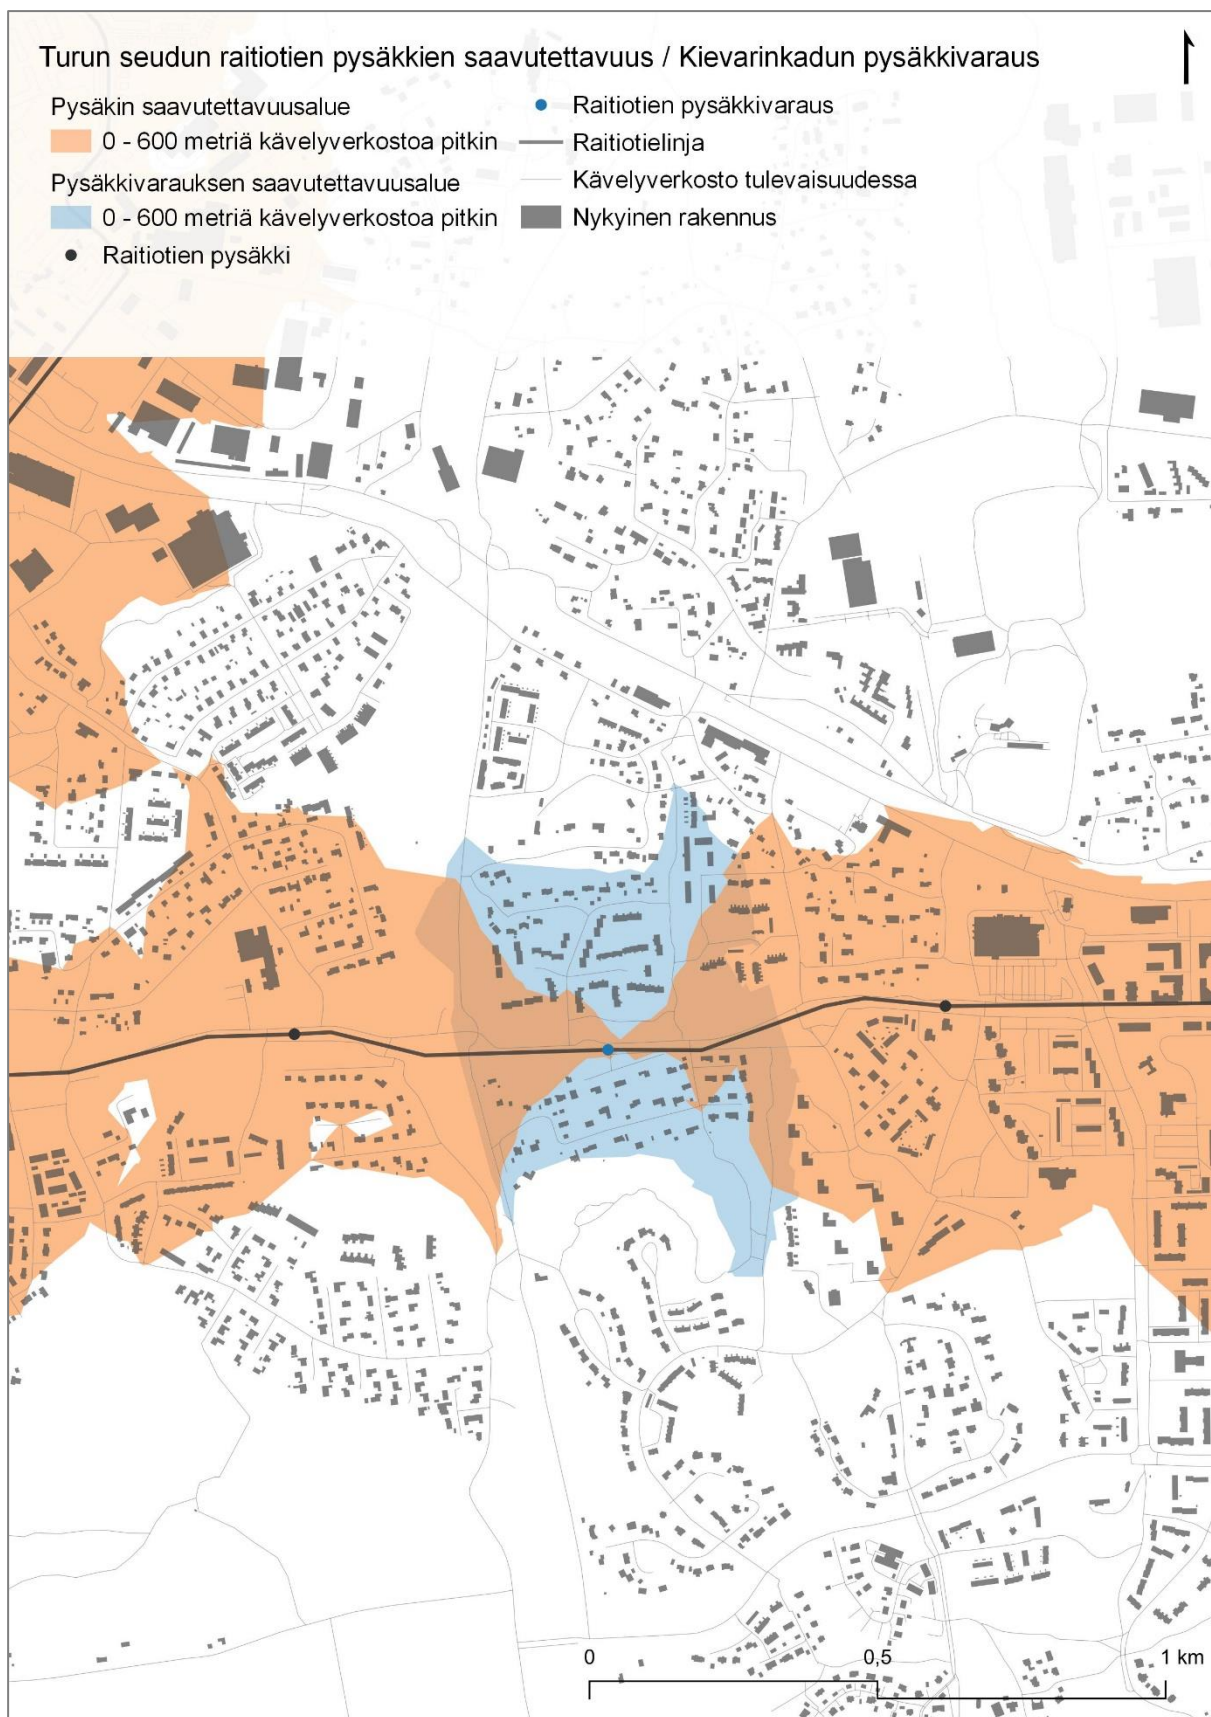 Turun seudun raitiotien pysäkkien saavutettavuus / Kievarinkadun pysäkkivaraus
Pysäkin saavutettavuusalue
0 - 600 metriä kävelyverkostoa pitkin
Pysäkkivarauksen saavutettavuusalue
0 - 600 metriä kävelyverkostoa pitkin
Raitiotien pysäkki
Raitiotien pysäkkivaraus
Raitiotielinja
Kävelyverkosto tulevaisuudessa
Nykyinen rakennus
0 0,5 1 km